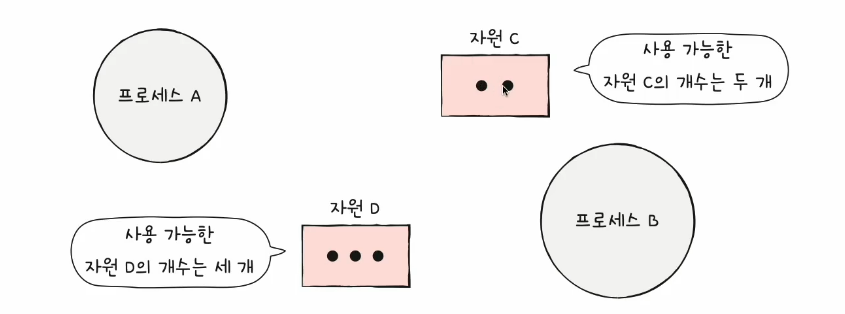 프로세스 A
자원 C
사용 가능한
자원 C의 개수는 두 개
자원 D
사용 가능한
자원 D의 개수는 세 개
프로세스 B